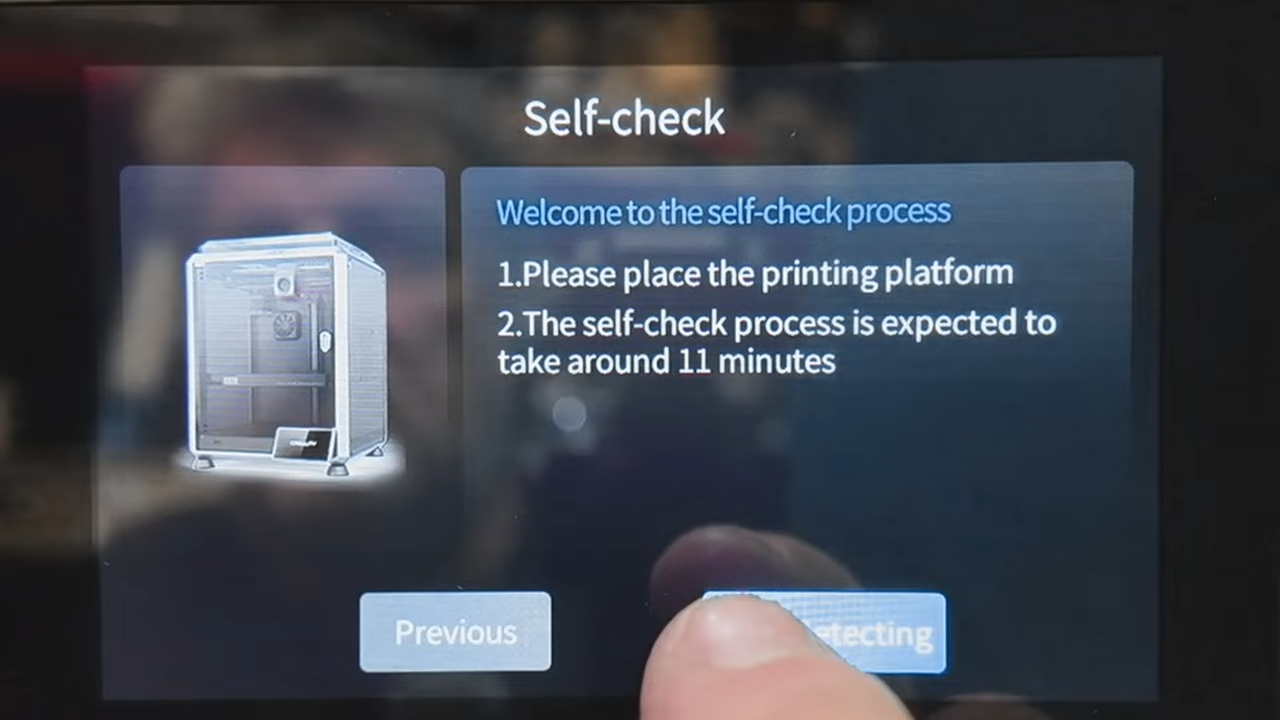 Self-check
Welcome to the self-check process
1.Please place the printing platform
2.The self-check process is expected to
take around 11 minutes
Previous